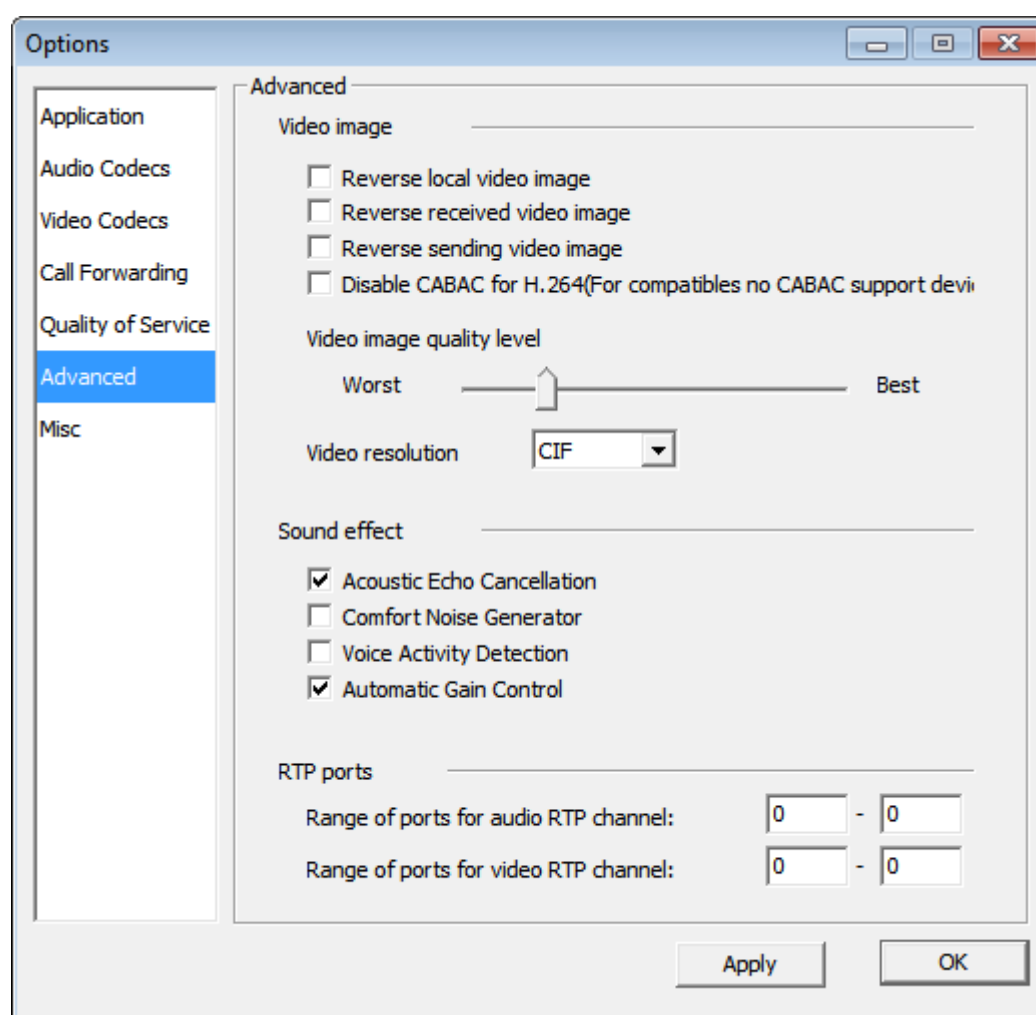 Options
Application
Audio Codecs
Video Codecs
Call Forwarding
Quality of Service
Advanced
Misc
Advanced
Video image
Reverse local video image
Reverse received video image
Reverse sending video image
Disable CABAC for H.264(For compatibles no CABAC support devi
Video image quality level
Worst Best
Video resolution CIF
Sound effect
Acoustic Echo Cancellation
Comfort Noise Generator
Voice Activity Detection
Automatic Gain Control
RTP ports
Range of ports for audio RTP channel: 0 - 0
Range of ports for video RTP channel: 0 - 0
Apply OK